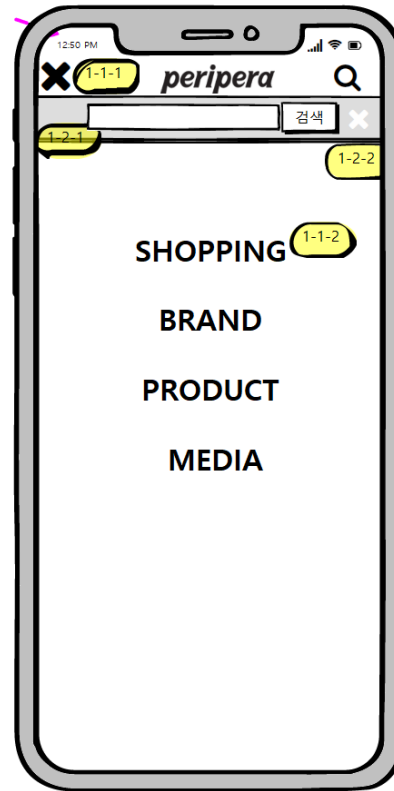 12:50 PM
1-1-1
peripera
검색
1-2-1
1-2-2
SHOPPING
1-1-2
BRAND
PRODUCT
MEDIA